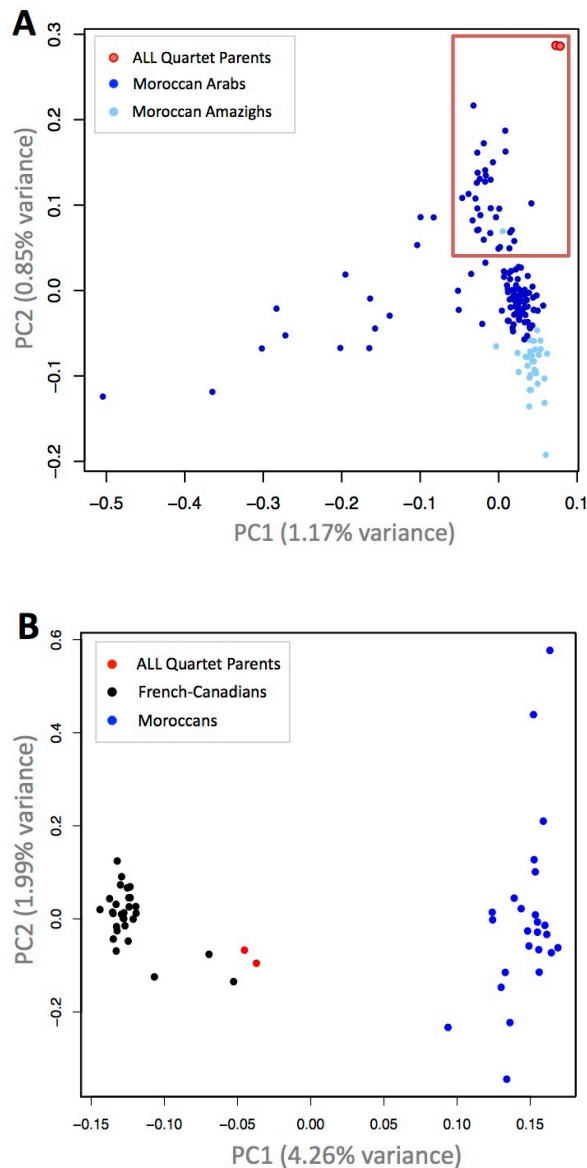 A
ALL Quartet Parents
Moroccan Arabs
Moroccan Amazighs
0.3
0.2
0.1
0.0
−0.1
−0.2
PC2 (0.85% variance)
−0.5 −0.4 −0.3 −0.2 −0.1 0.0 0.1
PC1 (1.17% variance)
B
ALL Quartet Parents
French-Canadians
Moroccans
0.6
0.4
0.2
0.0
−0.2
PC2 (1.99% variance)
−0.15 −0.10 −0.05 0.00 0.05 0.10 0.15
PC1 (4.26% variance)